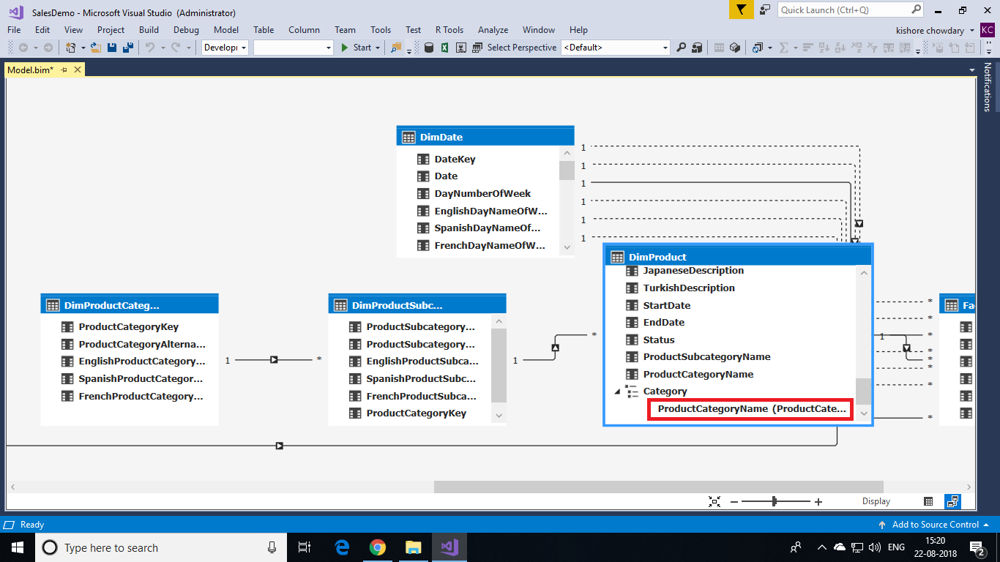 SalesDemo - Microsoft Visual Studio (Administrator)
Quick Launch (Ctrl+Q)
File Edit View Project Build Debug Model Table Column Team Tools Test R Tools Analyze Window Help
kishore chowdary
KC
Develop
Start
Select Perspective
<Default>
Model.bim*
Notifications
DimDate
DateKey
Date
DayNumberOfWeek
EnglishDayNameOfW...
SpanishDayNameOf...
FrenchDayNameOfW...
1
1
1
1
1
1
DimProduct
JapaneseDescription
TurkishDescription
StartDate
EndDate
Status
ProductSubcategoryName
ProductCategoryName
Category
ProductCategoryName (ProductCate...
DimProductCateg...
ProductCategoryKey
ProductCategoryAlterna...
EnglishProductCategory...
SpanishProductCategor...
FrenchProductCategory...
1 *
DimProductSubc...
ProductSubcategory...
ProductSubcategory...
EnglishProductSubca...
SpanishProductSubc...
FrenchProductSubca...
ProductCategoryKey
1 *
1
*
*
*
*
*
*
*
*
Fa
Display
Ready
Add to Source Control
Type here to search
ENG
15:20
22-08-2018
2